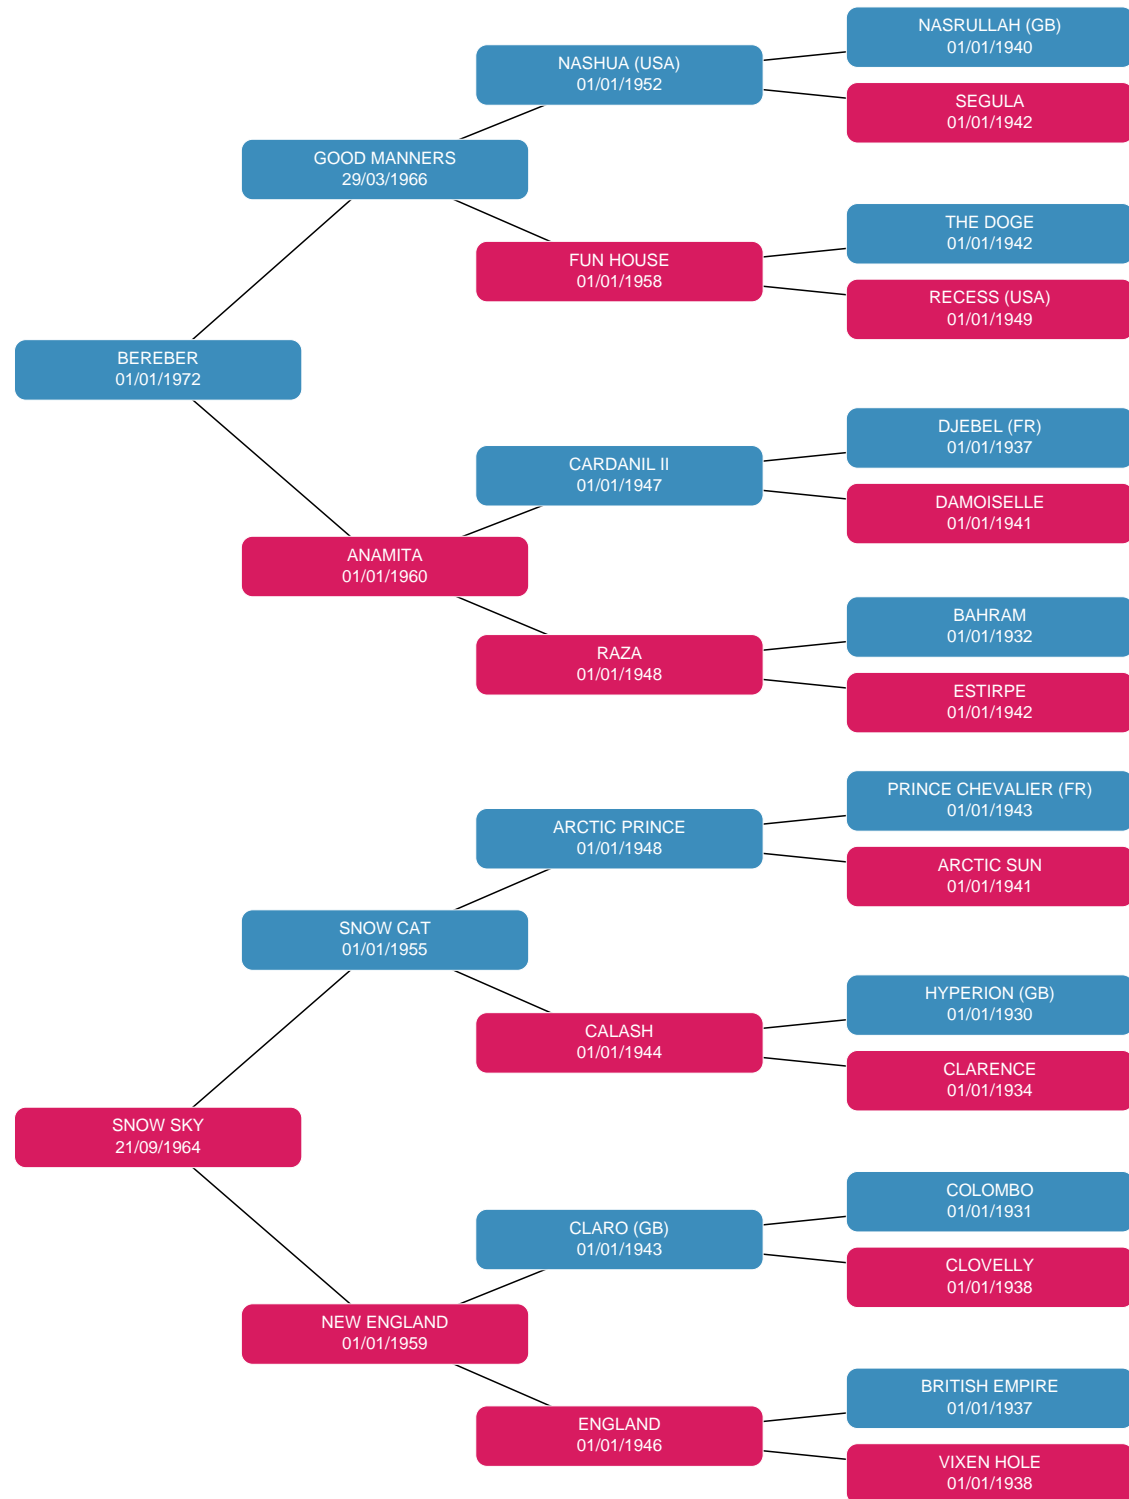 NASRULLAH (GB)
01/01/1940
NASHUA (USA)
01/01/1952
SEGULA
01/01/1942
GOOD MANNERS
29/03/1966
THE DOGE
01/01/1942
FUN HOUSE
01/01/1958
RECESS (USA)
01/01/1949
BEREBER
01/01/1972
DJEBEL (FR)
01/01/1937
CARDANIL II
01/01/1947
DAMOISELLE
01/01/1941
ANAMITA
01/01/1960
BAHRAM
01/01/1932
RAZA
01/01/1948
ESTIRPE
01/01/1942
PRINCE CHEVALIER (FR)
01/01/1943
ARCTIC PRINCE
01/01/1948
ARCTIC SUN
01/01/1941
SNOW CAT
01/01/1955
HYPERION (GB)
01/01/1930
CALASH
01/01/1944
CLARENCE
01/01/1934
SNOW SKY
21/09/1964
COLOMBO
01/01/1931
CLARO (GB)
01/01/1943
CLOVELLY
01/01/1938
NEW ENGLAND
01/01/1959
BRITISH EMPIRE
01/01/1937
ENGLAND
01/01/1946
VIXEN HOLE
01/01/1938